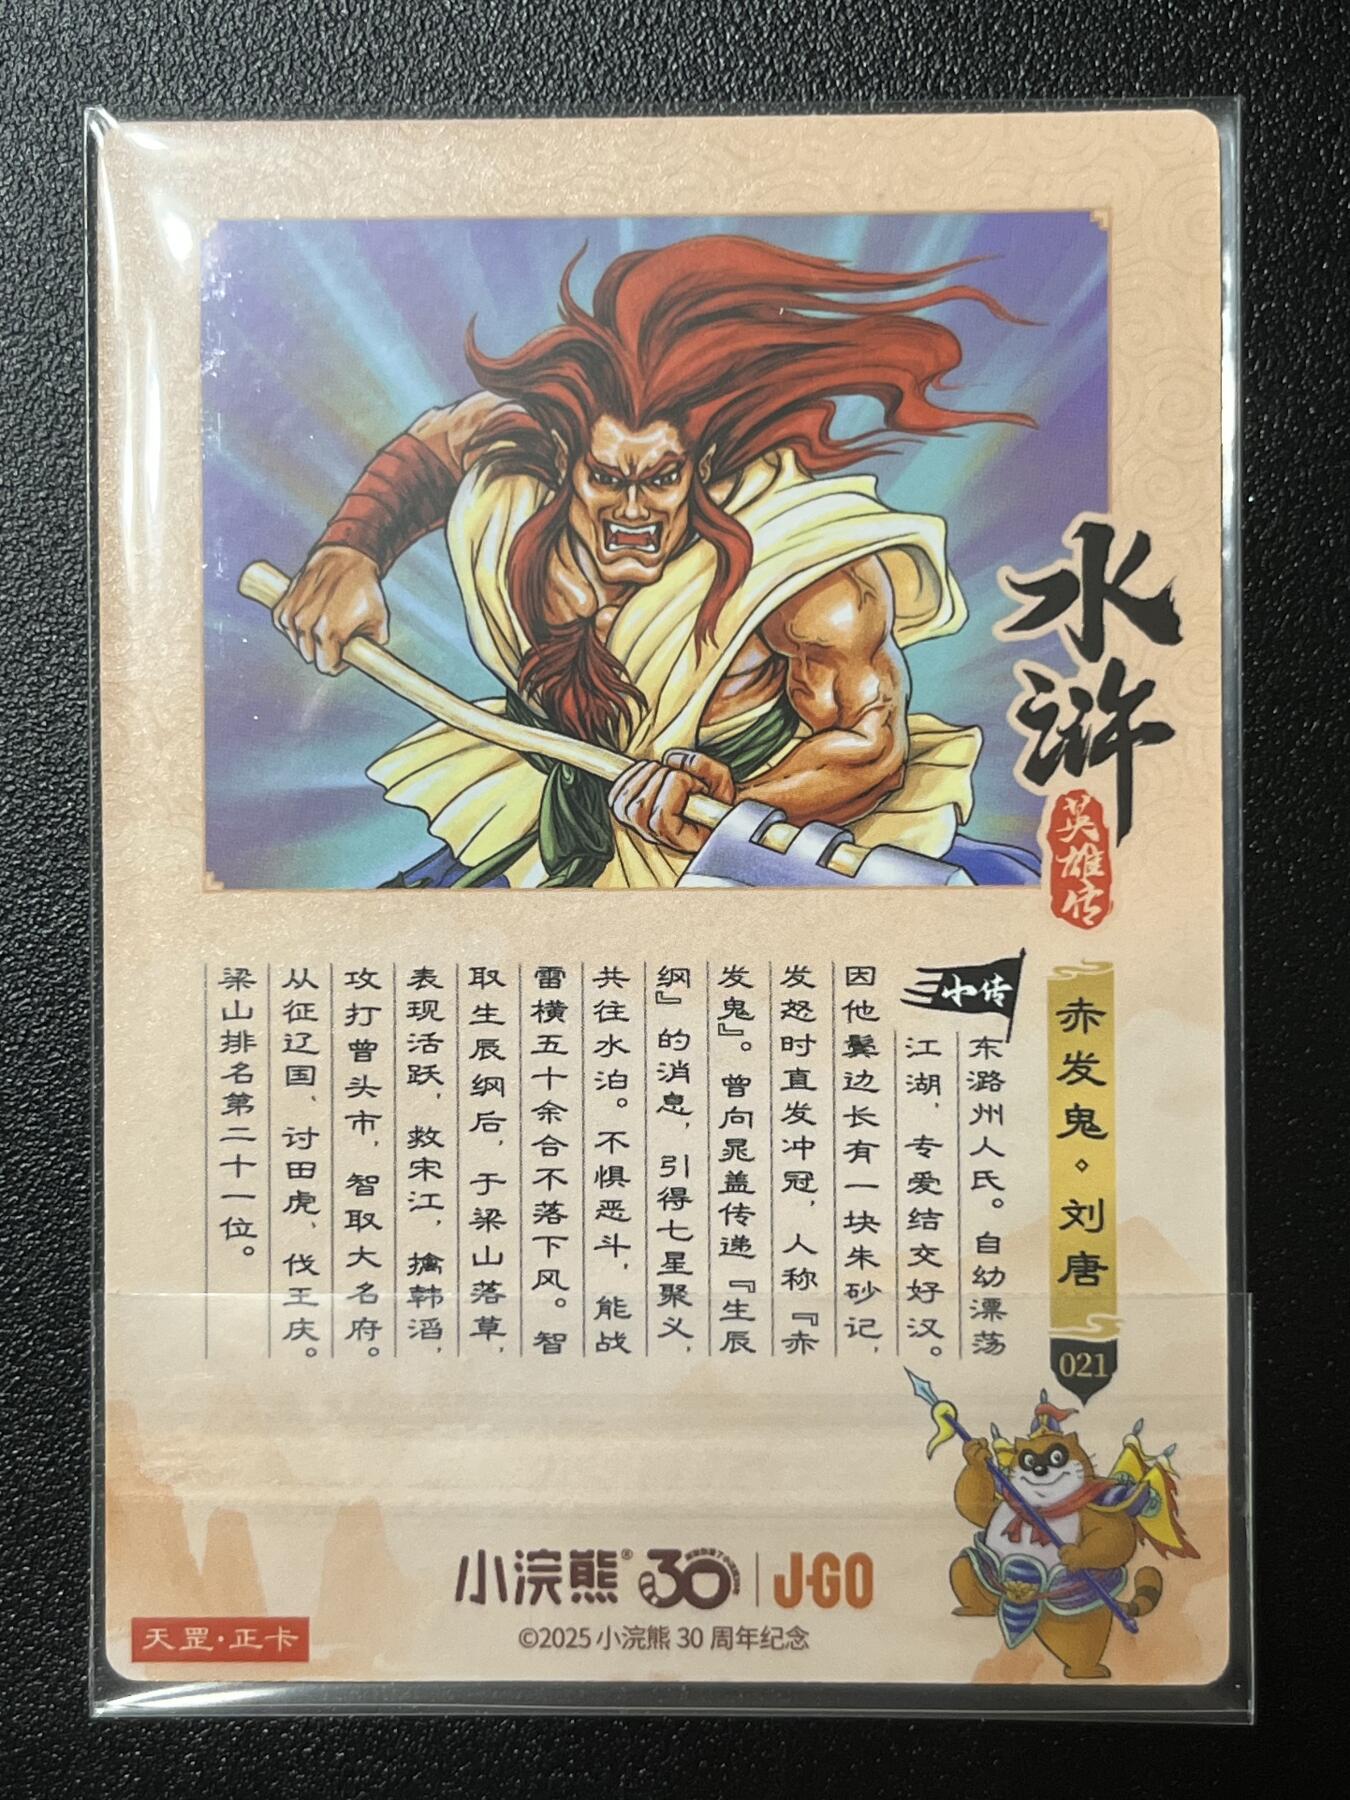 水浒
英雄传
赤发鬼◇刘唐
021
小传
东潞州人氏。自幼漂荡
江湖，专爱结交好汉。
因他鬓边长有一块朱砂记，
发怒时直发冲冠，人称『赤
发鬼』。曾向晁盖传递『生辰
纲』的消息，引得七星聚义，
共往水泊。不惧恶斗，能战
雷横五十余合不落下风。智
取生辰纲后，于梁山落草，
表现活跃，救宋江，擒韩滔，
攻打曾头市，智取大名府。
从征辽国、讨田虎、伐王庆。
梁山排名第二十一位。
小浣熊® 30 | J-GO
©2025 小浣熊 30 周年纪念
天罡·正卡